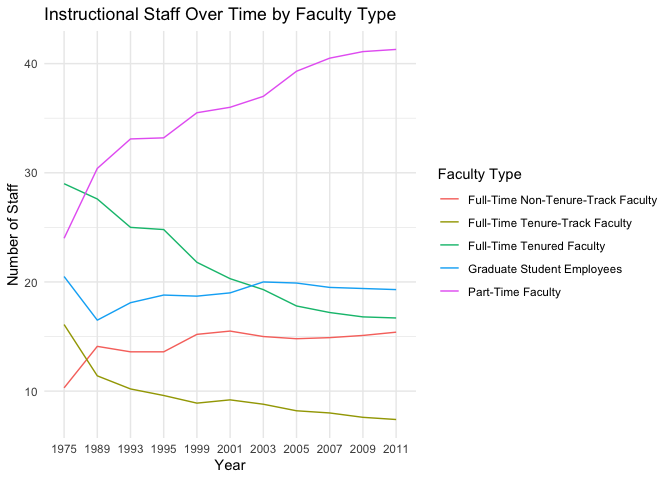 Instructional Staff Over Time by Faculty Type
Number of Staff
40
30
20
10
1975 1989 1993 1995 1999 2001 2003 2005 2007 2009 2011
Year
Faculty Type
Full-Time Non-Tenure-Track Faculty
Full-Time Tenure-Track Faculty
Full-Time Tenured Faculty
Graduate Student Employees
Part-Time Faculty